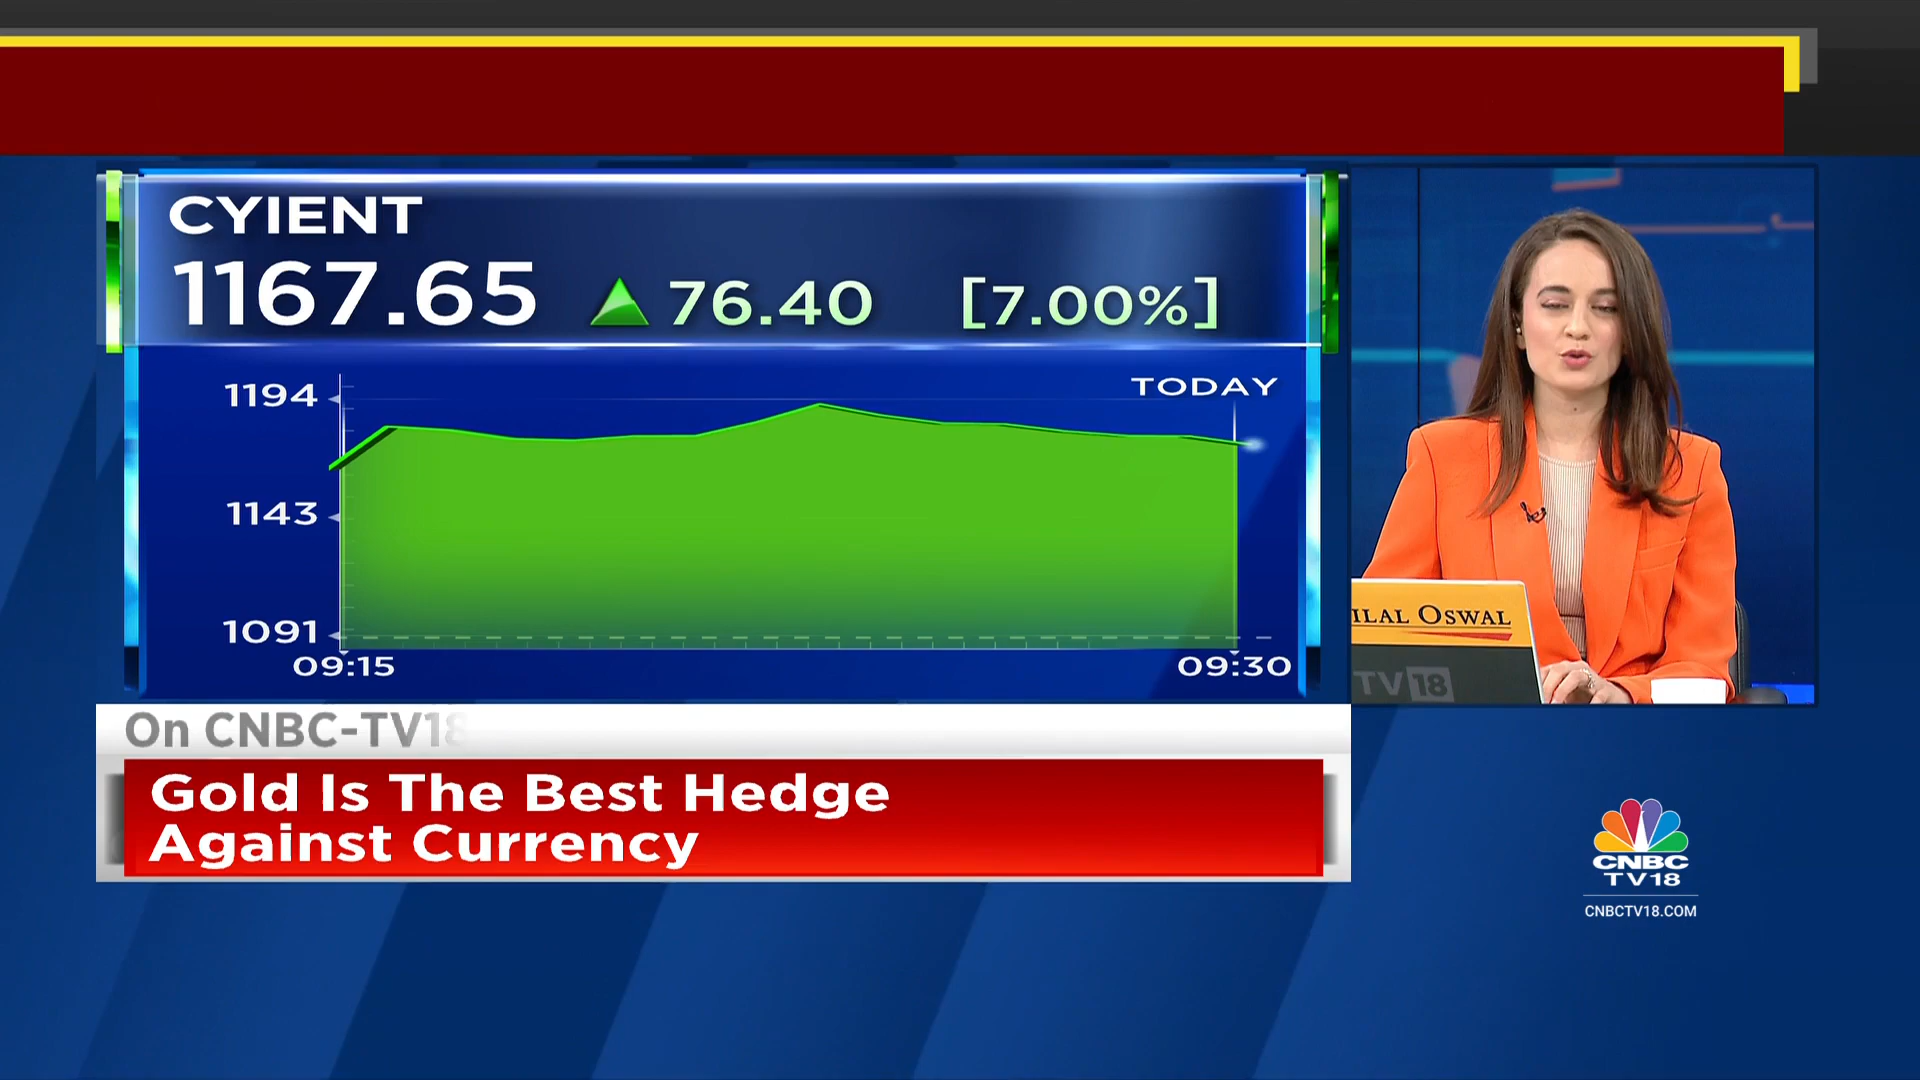 CYIENT
1167.65 ▲ 76.40 [7.00%]
TODAY
1194
1143
1091
09:15 09:30
ILAL OSWAL
TV18
On CNBC-TV18
Gold Is The Best Hedge
Against Currency
CNBC
TV18
CNBCTV18.COM